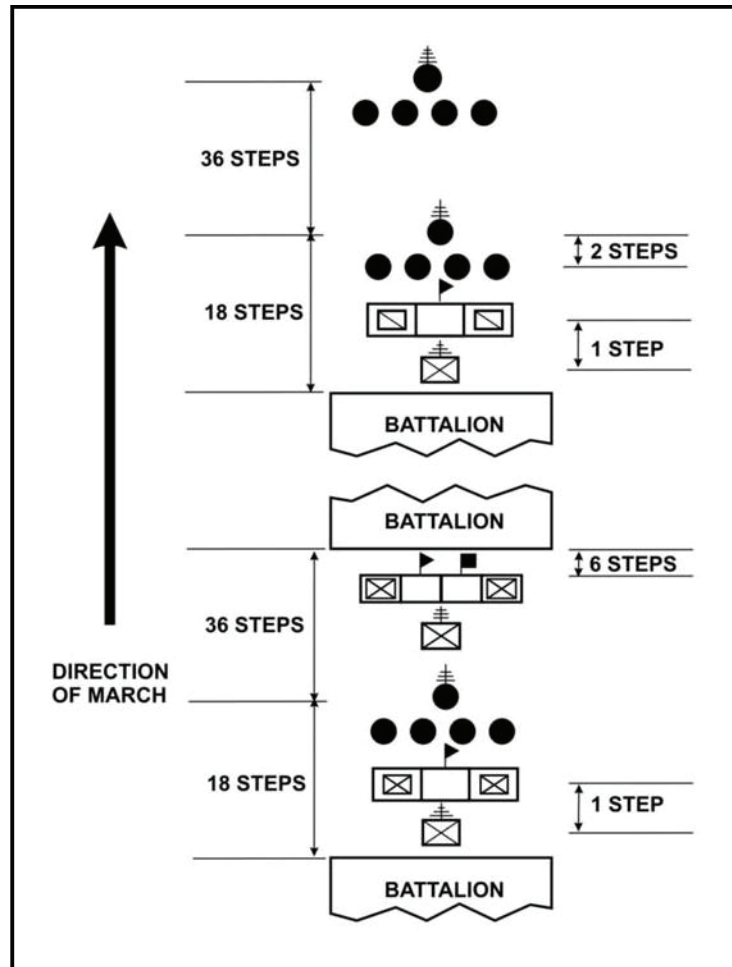 36 STEPS
2 STEPS
18 STEPS
1 STEP
BATTALION
BATTALION
6 STEPS
36 STEPS
DIRECTION
OF MARCH
18 STEPS
1 STEP
BATTALION